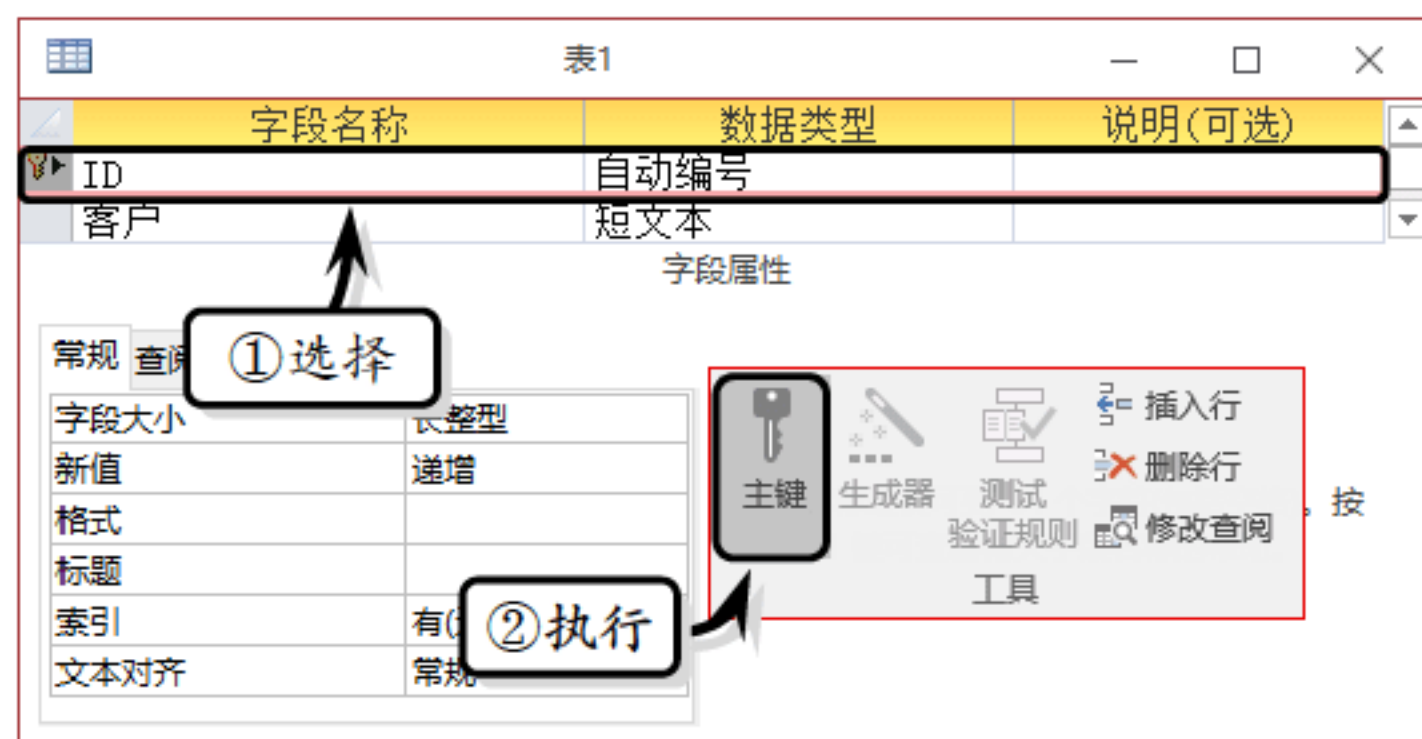 表1
字段名称 数据类型 说明(可选)
ID 自动编号
客户 短文本
字段属性
①选择
常规
字段大小 长整型
新值 递增
格式
标题
索引 有(
文本对齐 常规
②执行
主键
生成器
测试
验证规则
插入行
删除行
修改查阅
工具
。按